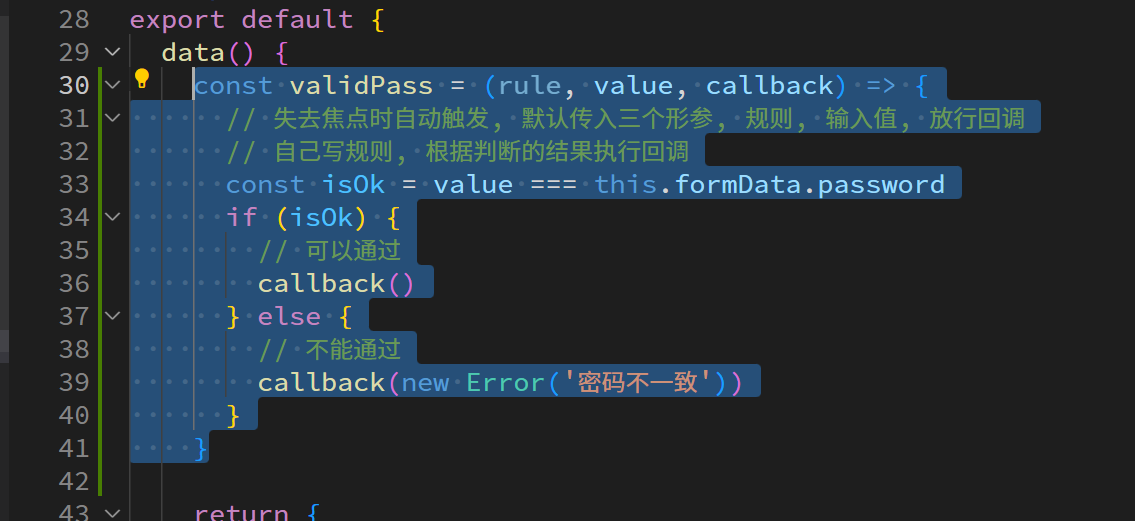 28 export default {
29 data() {
30 const validPass = (rule, value, callback) => {
31 // 失去焦点时自动触发, 默认传入三个形参, 规则, 输入值, 放行回调
32 // 自己写规则, 根据判断的结果执行回调
33 const isOk = value === this.formData.password
34 if (isOk) {
35 // 可以通过
36 callback()
37 } else {
38 // 不能通过
39 callback(new Error('密码不一致'))
40 }
41 }
42
43 return {